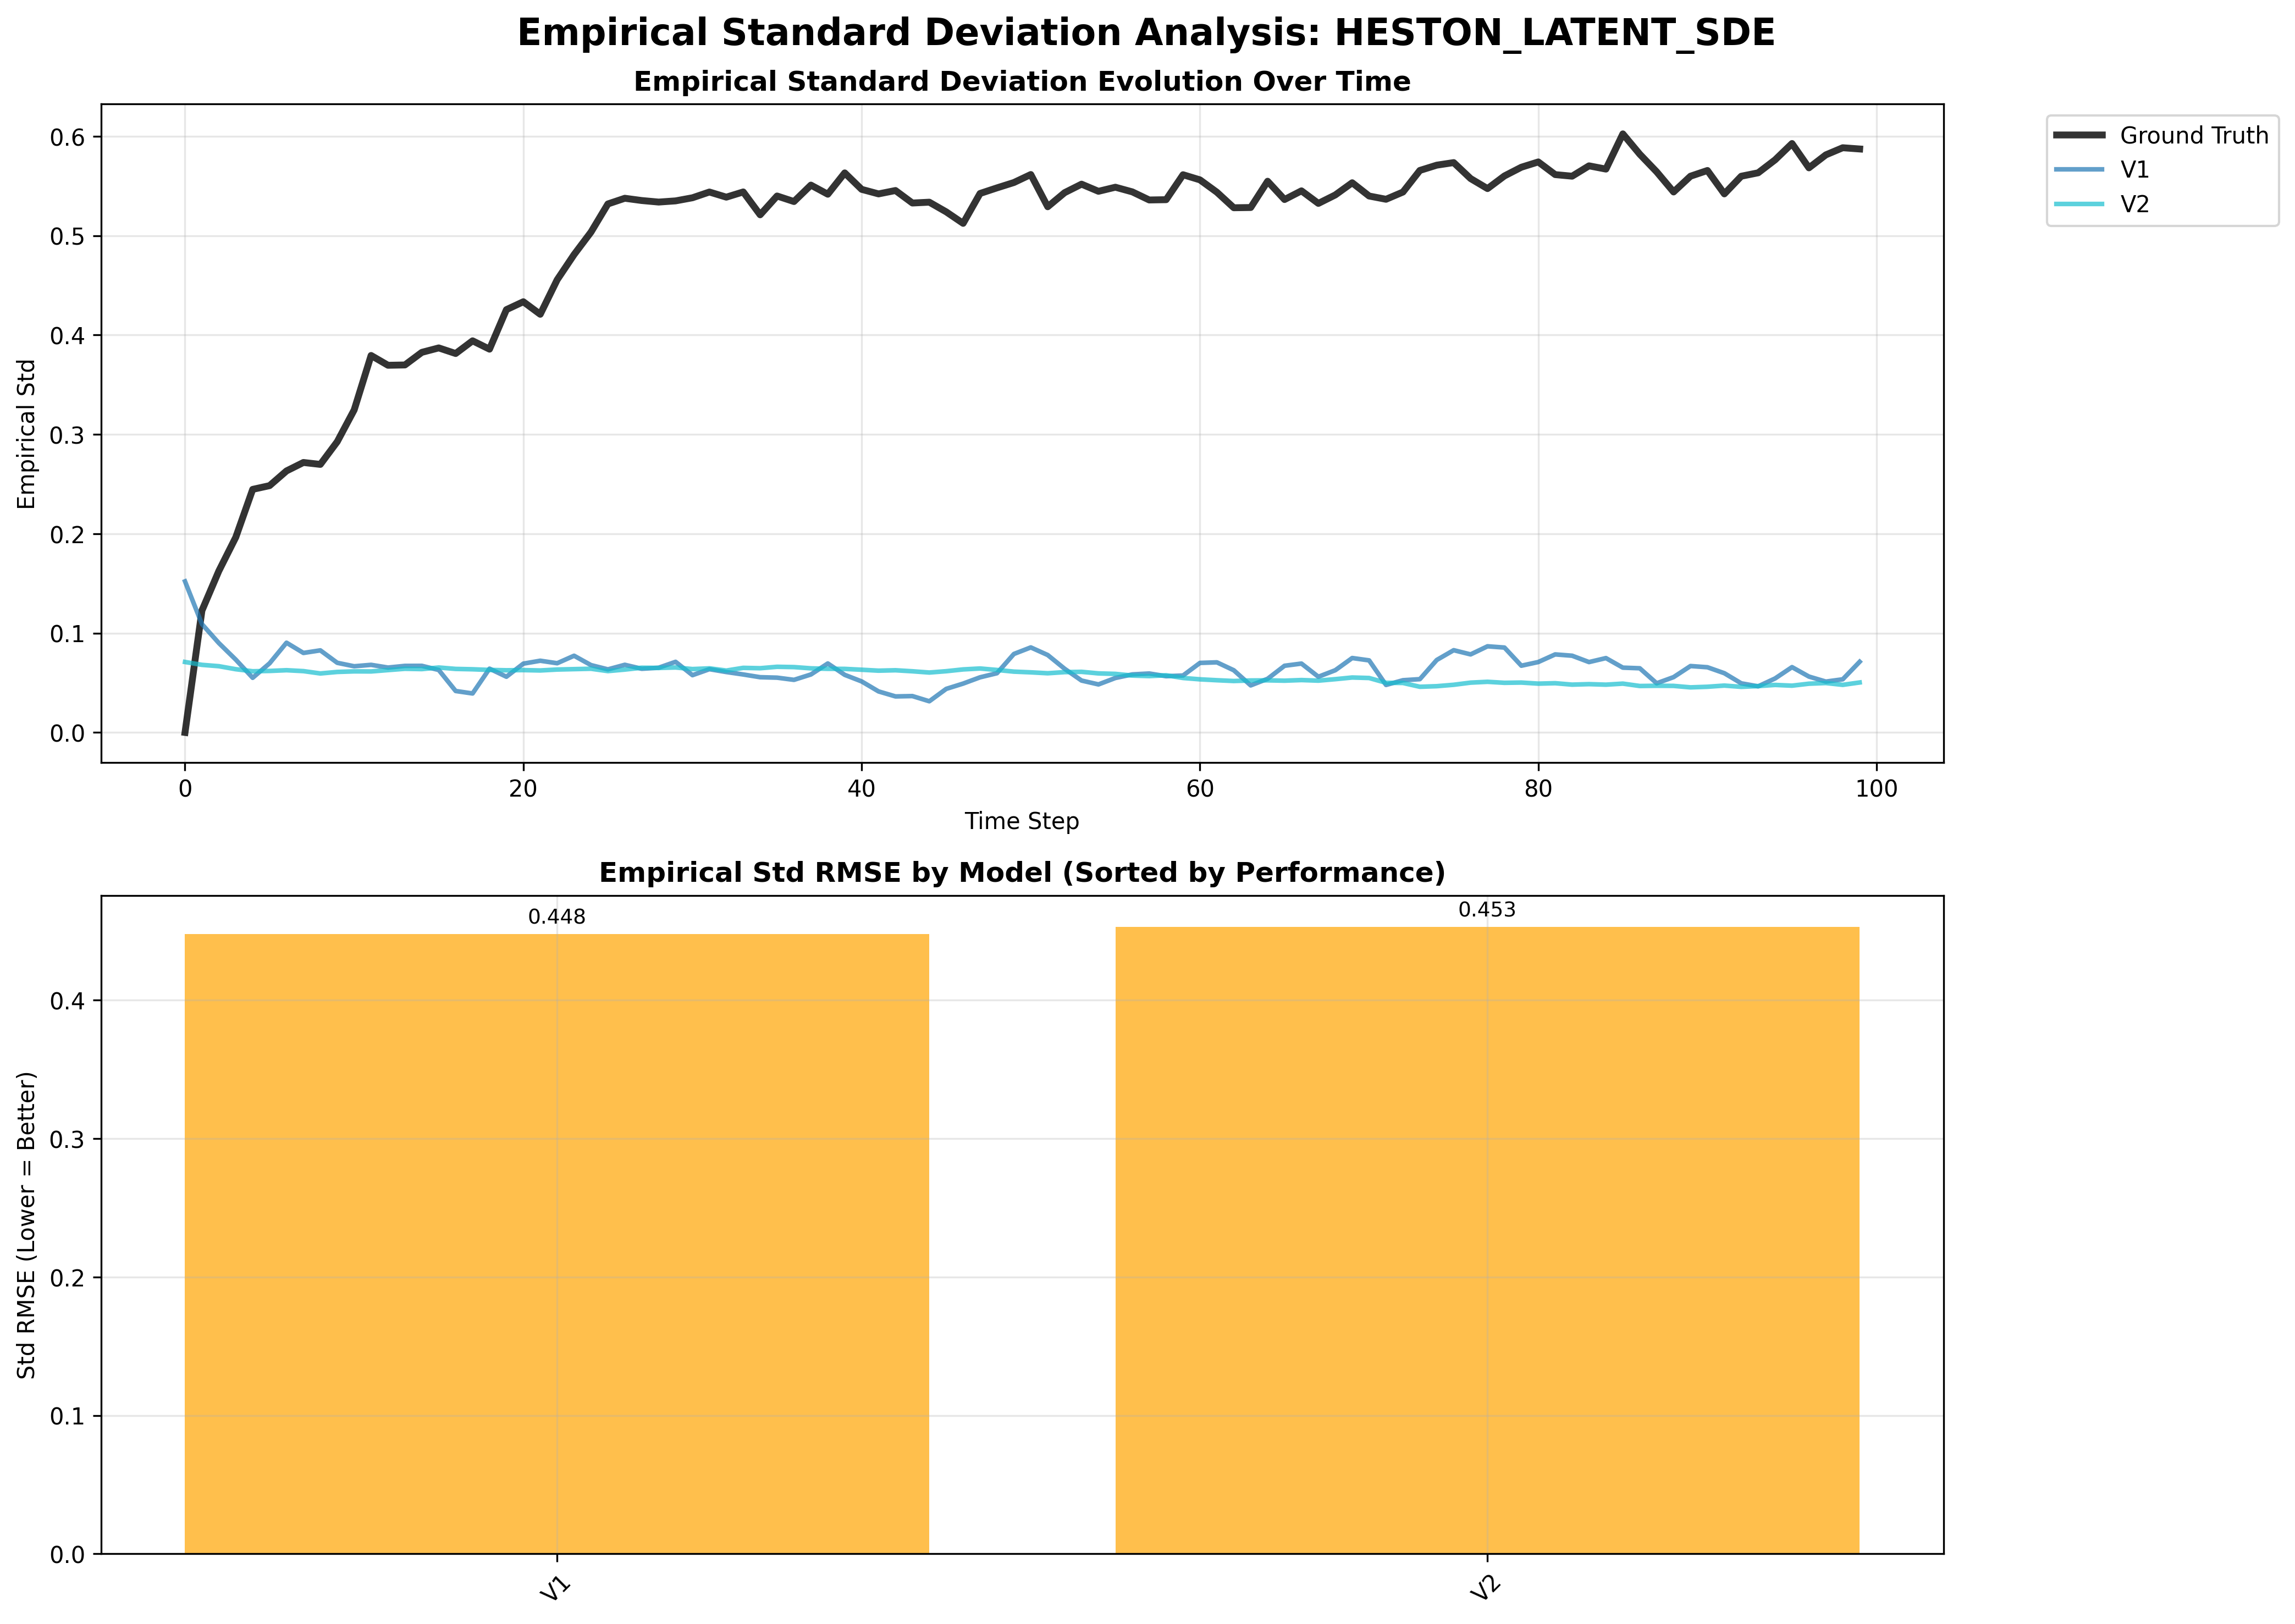 Empirical Standard Deviation Analysis: HESTON_LATENT_SDE
Empirical Standard Deviation Evolution Over Time
Ground Truth
V1
V2
Empirical Std
0.6
0.5
0.4
0.3
0.2
0.1
0.0
0
20
40
60
80
100
Time Step
Empirical Std RMSE by Model (Sorted by Performance)
Std RMSE (Lower = Better)
0.4
0.3
0.2
0.1
0.0
0.448
0.453
V1
V2